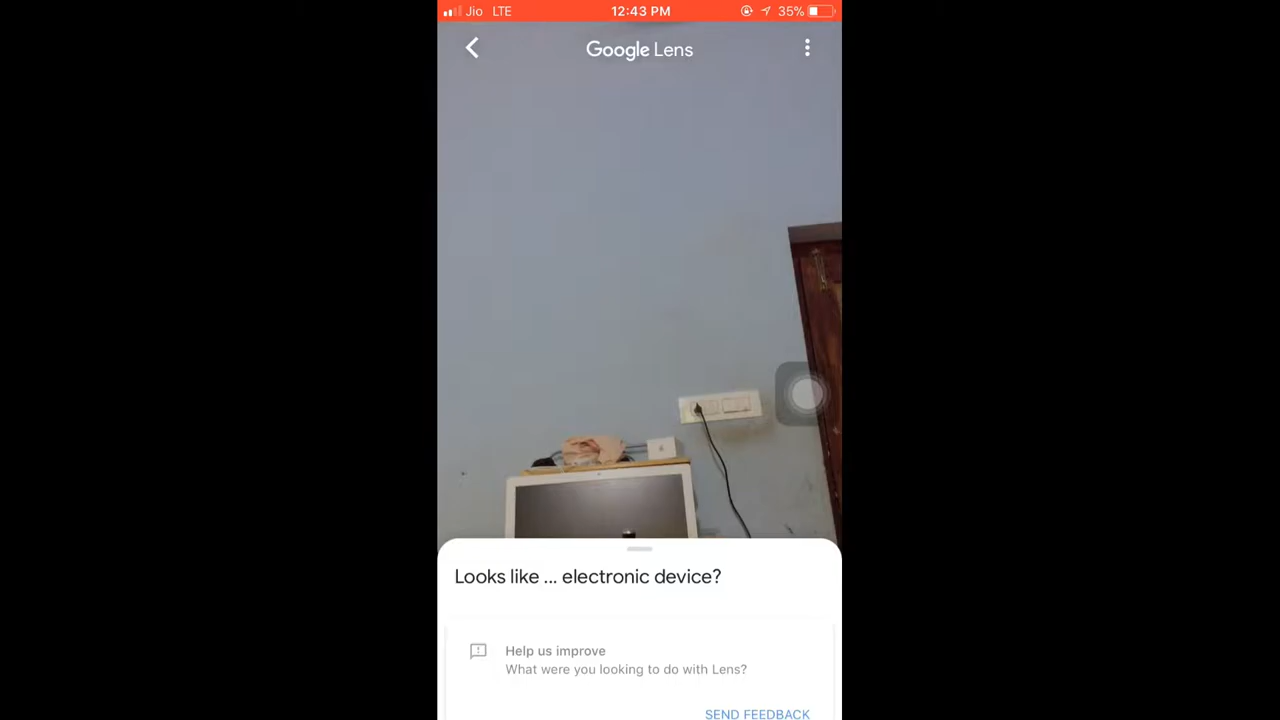 Jio LTE 12:43 PM 35%
Google Lens
Looks like ... electronic device?
Help us improve
What were you looking to do with Lens?
SEND FEEDBACK